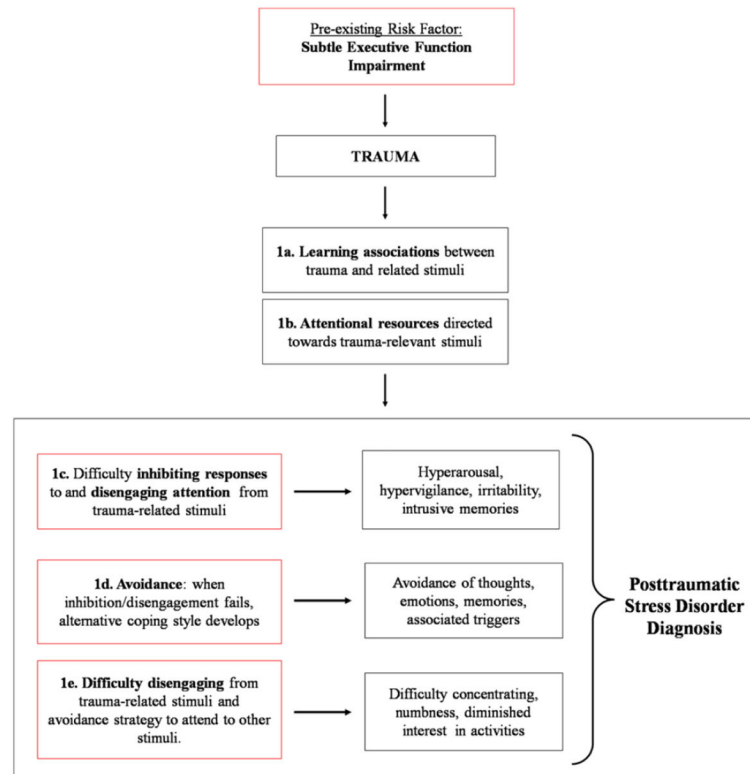 Pre-existing Risk Factor:
Subtle Executive Function
Impairment
TRAUMA
1a. Learning associations between
trauma and related stimuli
1b. Attentional resources directed
towards trauma-relevant stimuli
1c. Difficulty inhibiting responses
to and disengaging attention from
trauma-related stimuli
Hyperarousal,
hypervigilance, irritability,
intrusive memories
1d. Avoidance: when
inhibition/disengagement fails,
alternative coping style develops
Avoidance of thoughts,
emotions, memories,
associated triggers
1e. Difficulty disengaging from
trauma-related stimuli and
avoidance strategy to attend to other
stimuli.
Difficulty concentrating,
numbness, diminished
interest in activities
Posttraumatic
Stress Disorder
Diagnosis